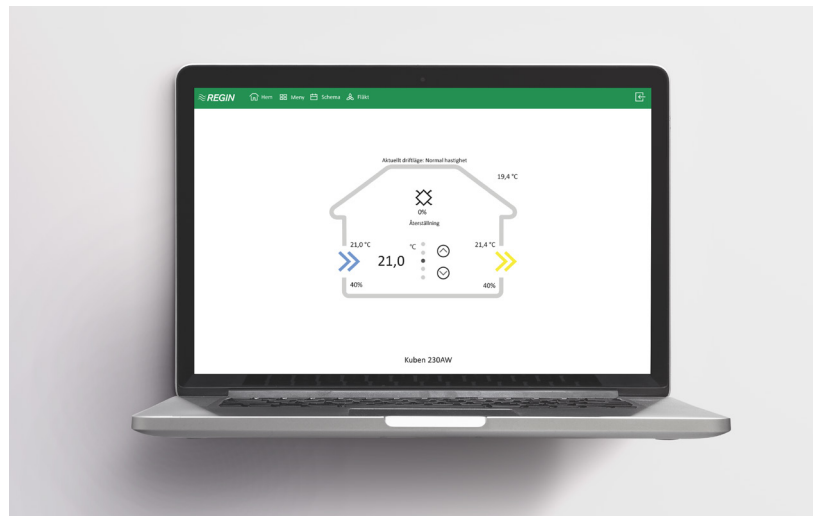 REGIN Hem Meny Schema Fläkt
Aktuellt driftläge: Normal hastighet
19,4 °C
0%
Återställning
21,0 °C
°C
21,4 °C
21,0
40%
40%
Kuben 230AW